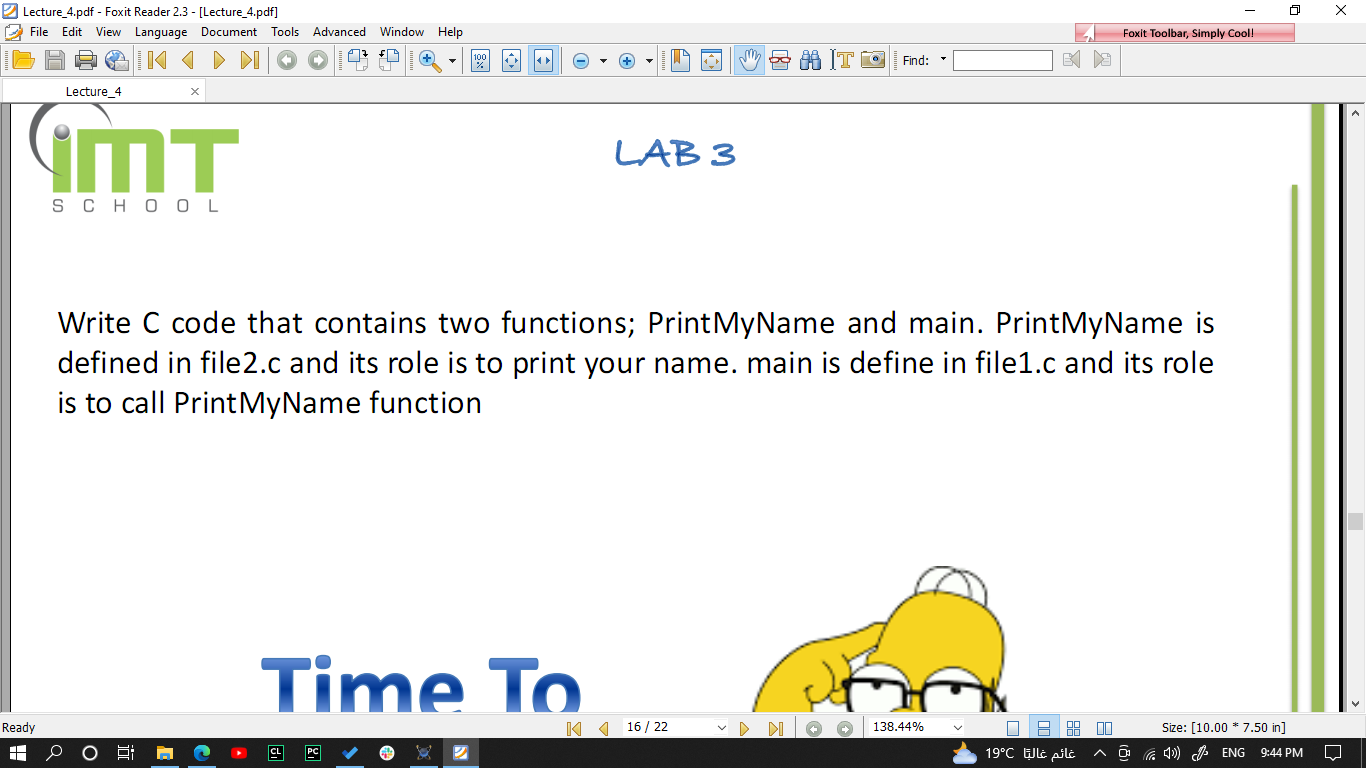 Lecture_4.pdf - Foxit Reader 2.3 - [Lecture_4.pdf]
File Edit View Language Document Tools Advanced Window Help
Foxit Toolbar, Simply Cool!
100 %
T
Find:
Lecture_4
iMT
SCHOOL
LAB 3
Write C code that contains two functions; PrintMyName and main. PrintMyName is
defined in file2.c and its role is to print your name. main is define in file1.c and its role
is to call PrintMyName function
Time To
Ready
16 / 22
138.44%
Size: [10.00 * 7.50 in]
CL
PC
19°C غائم غالبًا
ENG
9:44 PM